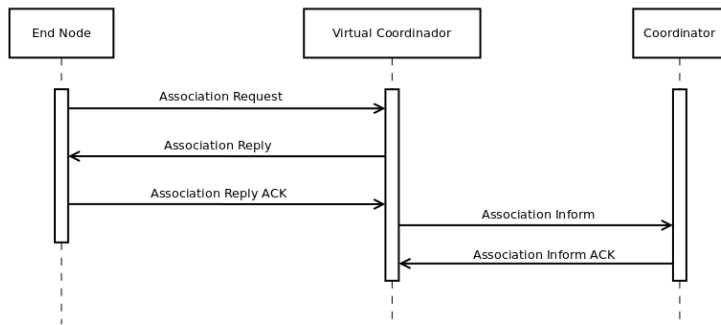 End Node
Virtual Coordinador
Coordinator
Association Request
Association Reply
Association Reply ACK
Association Inform
Association Inform ACK